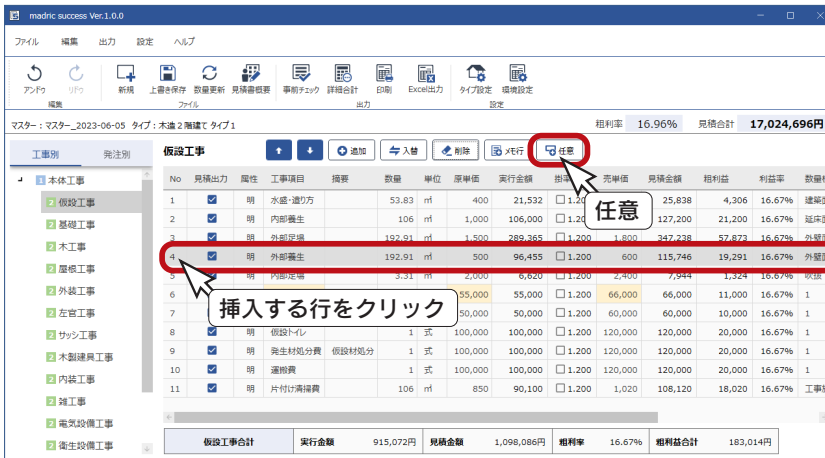 madric success Ver.1.0.0
ファイル 編集 出力 設定 ヘルプ
アンドゥ リドゥ 新規 上書き保存 数量更新 見積書概要 事前チェック 詳細合計 印刷 Excel出力 タイプ設定 環境設定
編集 ファイル 出力 設定
マスター：マスター_2023-06-05 タイプ：木造２階建て タイプ１ 粗利率 16.96% 見積合計 17,024,696円
工事別 発注別 仮設工事 追加 入替 削除 メモ行 任意
No 見積出力 属性 工事項目 摘要 数量 単位 原単価 実行金額 掛率 売単価 見積金額 粗利益 利益率
1 本体工事
2 仮設工事
2 基礎工事
2 木工事
2 屋根工事
2 外装工事
2 左官工事
2 サッシ工事
2 木製建具工事
2 内装工事
2 雑工事
2 電気設備工事
2 衛生設備工事
1 明 水盛・遣り方 53.83 ㎡ 400 21,532 1.200 25,838 4,306 16.67%
2 明 内部養生 106 ㎡ 1,000 106,000 127,200 21,200 16.67%
3 明 外部足場 192.91 ㎡ 1,500 289,365 1.200 1,800 347,238 57,873 16.67%
4 明 外部養生 192.91 ㎡ 500 96,455 1.200 600 115,746 19,291 16.67%
5 明 内部足場 3.31 ㎡ 2,000 6,620 1.200 2,400 7,944 1,324 16.67% 吹抜
6 55,000 55,000 1.200 66,000 66,000 11,000 16.67% 1
7 50,000 50,000 1.200 60,000 60,000 10,000 16.67% 1
8 明 仮設トイレ 1 式 100,000 100,000 1.200 120,000 120,000 20,000 16.67% 1
9 明 発生材処分費 仮設材処分 1 式 100,000 100,000 1.200 120,000 120,000 20,000 16.67% 1
10 明 運搬費 1 式 100,000 100,000 1.200 120,000 120,000 20,000 16.67% 1
11 明 片付け清掃費 106 ㎡ 850 90,100 1.200 1,020 108,120 18,020 16.67%
任意
挿入する行をクリック
仮設工事合計 実行金額 915,072円 見積金額 1,098,086円 粗利率 16.67% 粗利益合計 183,014円